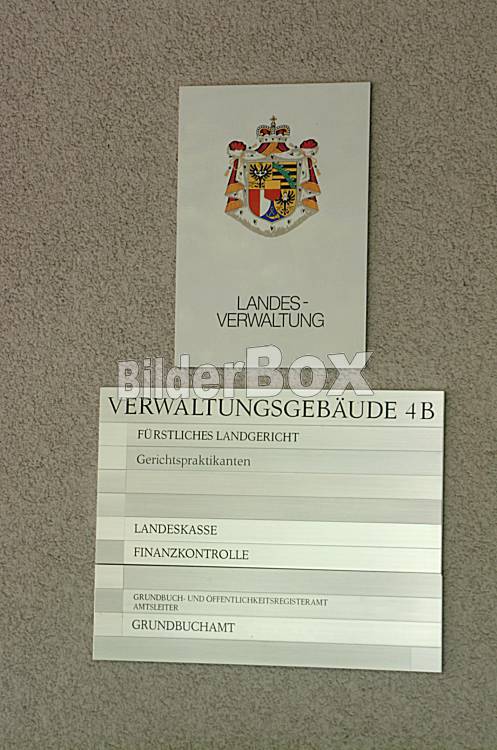 LANDES-
VERWALTUNG
BilderBOX
VERWALTUNGSGEBÄUDE 4B
FÜRSTLICHES LANDGERICHT
Gerichtspraktikanten
LANDESKASSE
FINANZKONTROLLE
GRUNDBUCH- UND ÖFFENTLICHKEITSREGISTERAMT
AMTSLEITER
GRUNDBUCHAMT